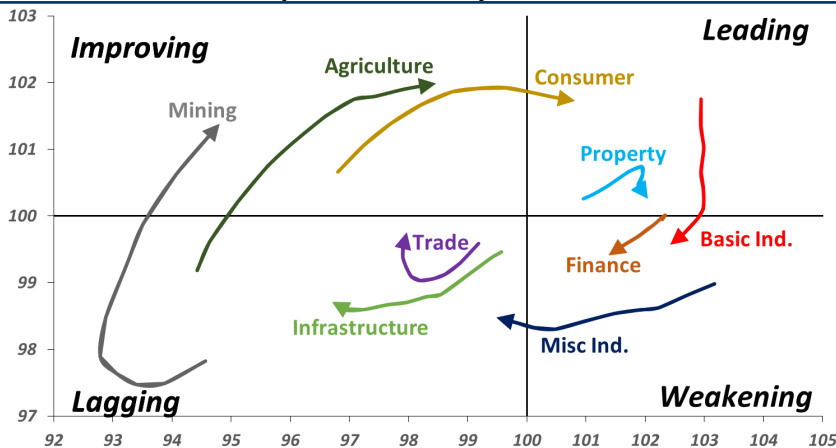 103
Improving
Leading
Agriculture
Consumer
102
Mining
101
Property
100
Trade
Basic Ind.
Finance
99
Infrastructure
Misc Ind.
98
Lagging
Weakening
97
92 93 94 95 96 97 98 99 100 101 102 103 104 105